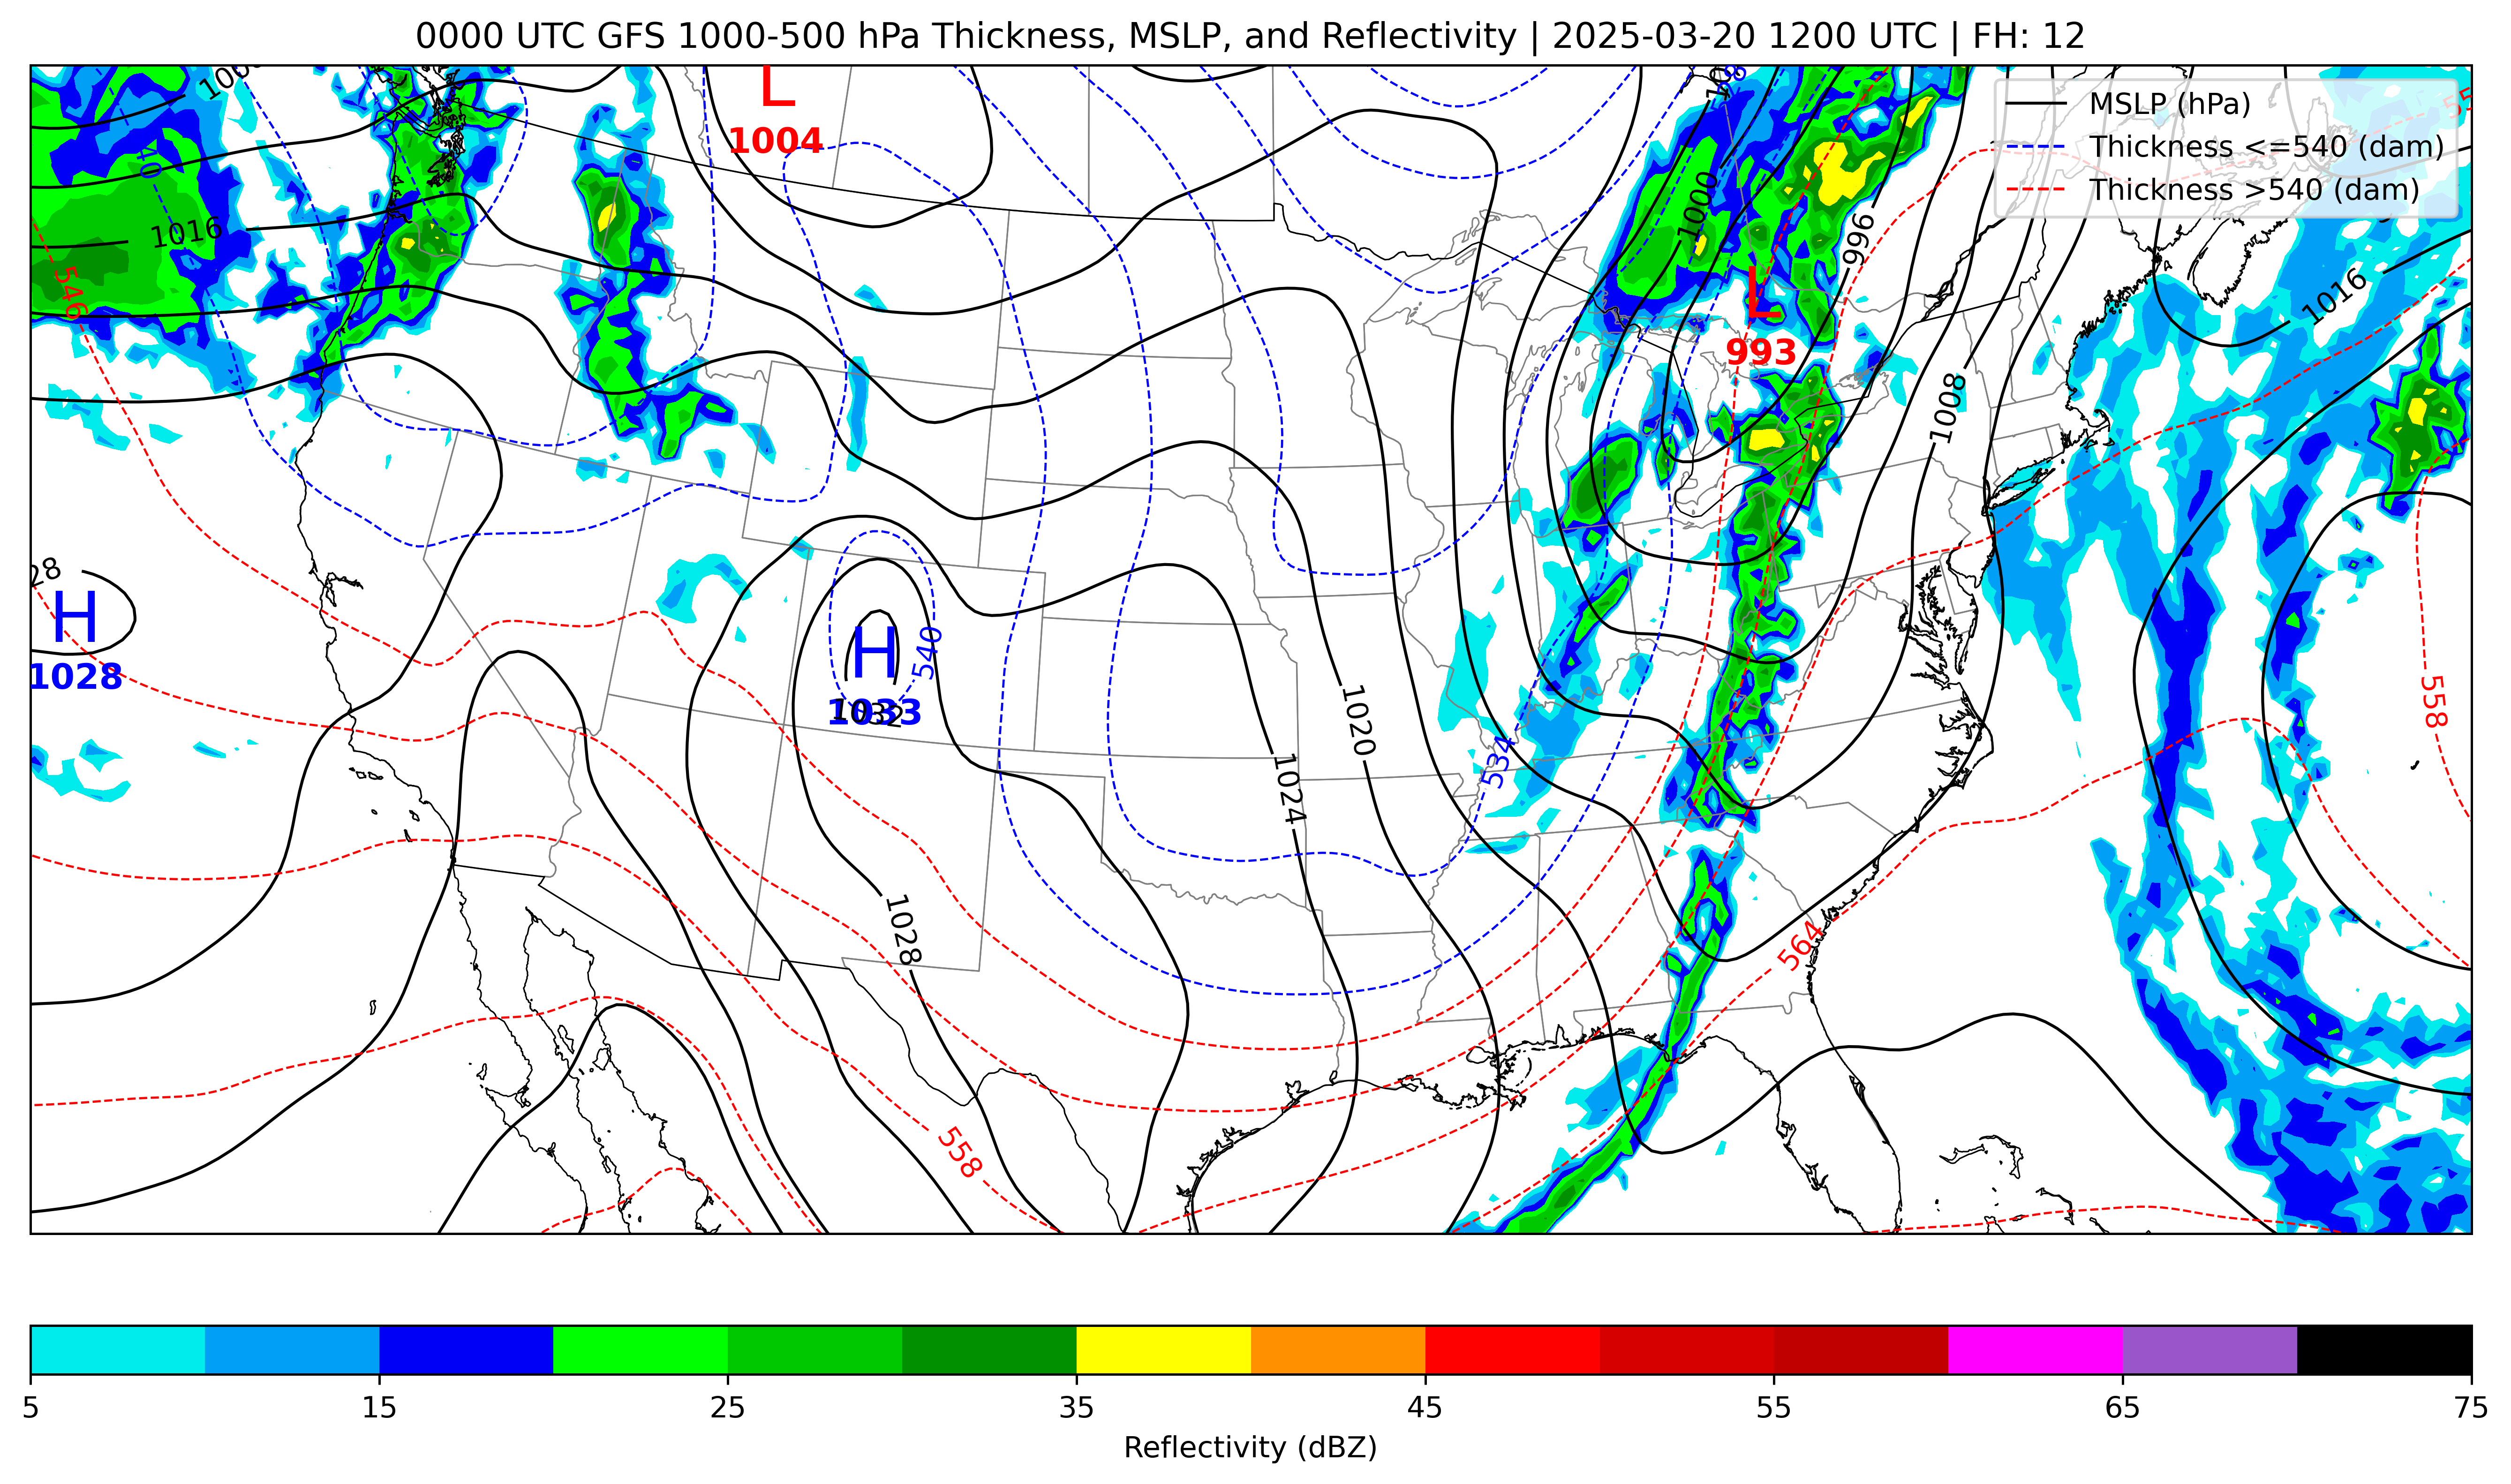 0000 UTC GFS 1000-500 hPa Thickness, MSLP, and Reflectivity | 2025-03-20 1200 UTC | FH: 12
MSLP (hPa)
Thickness <=540 (dam)
Thickness >540 (dam)
L
1004
1016
1000
996
546
L
993
1016
1008
28
H
1028
H
1033
1032
540
1020
534
558
1024
1028
564
558
5 15 25 35 45 55 65 75
Reflectivity (dBZ)